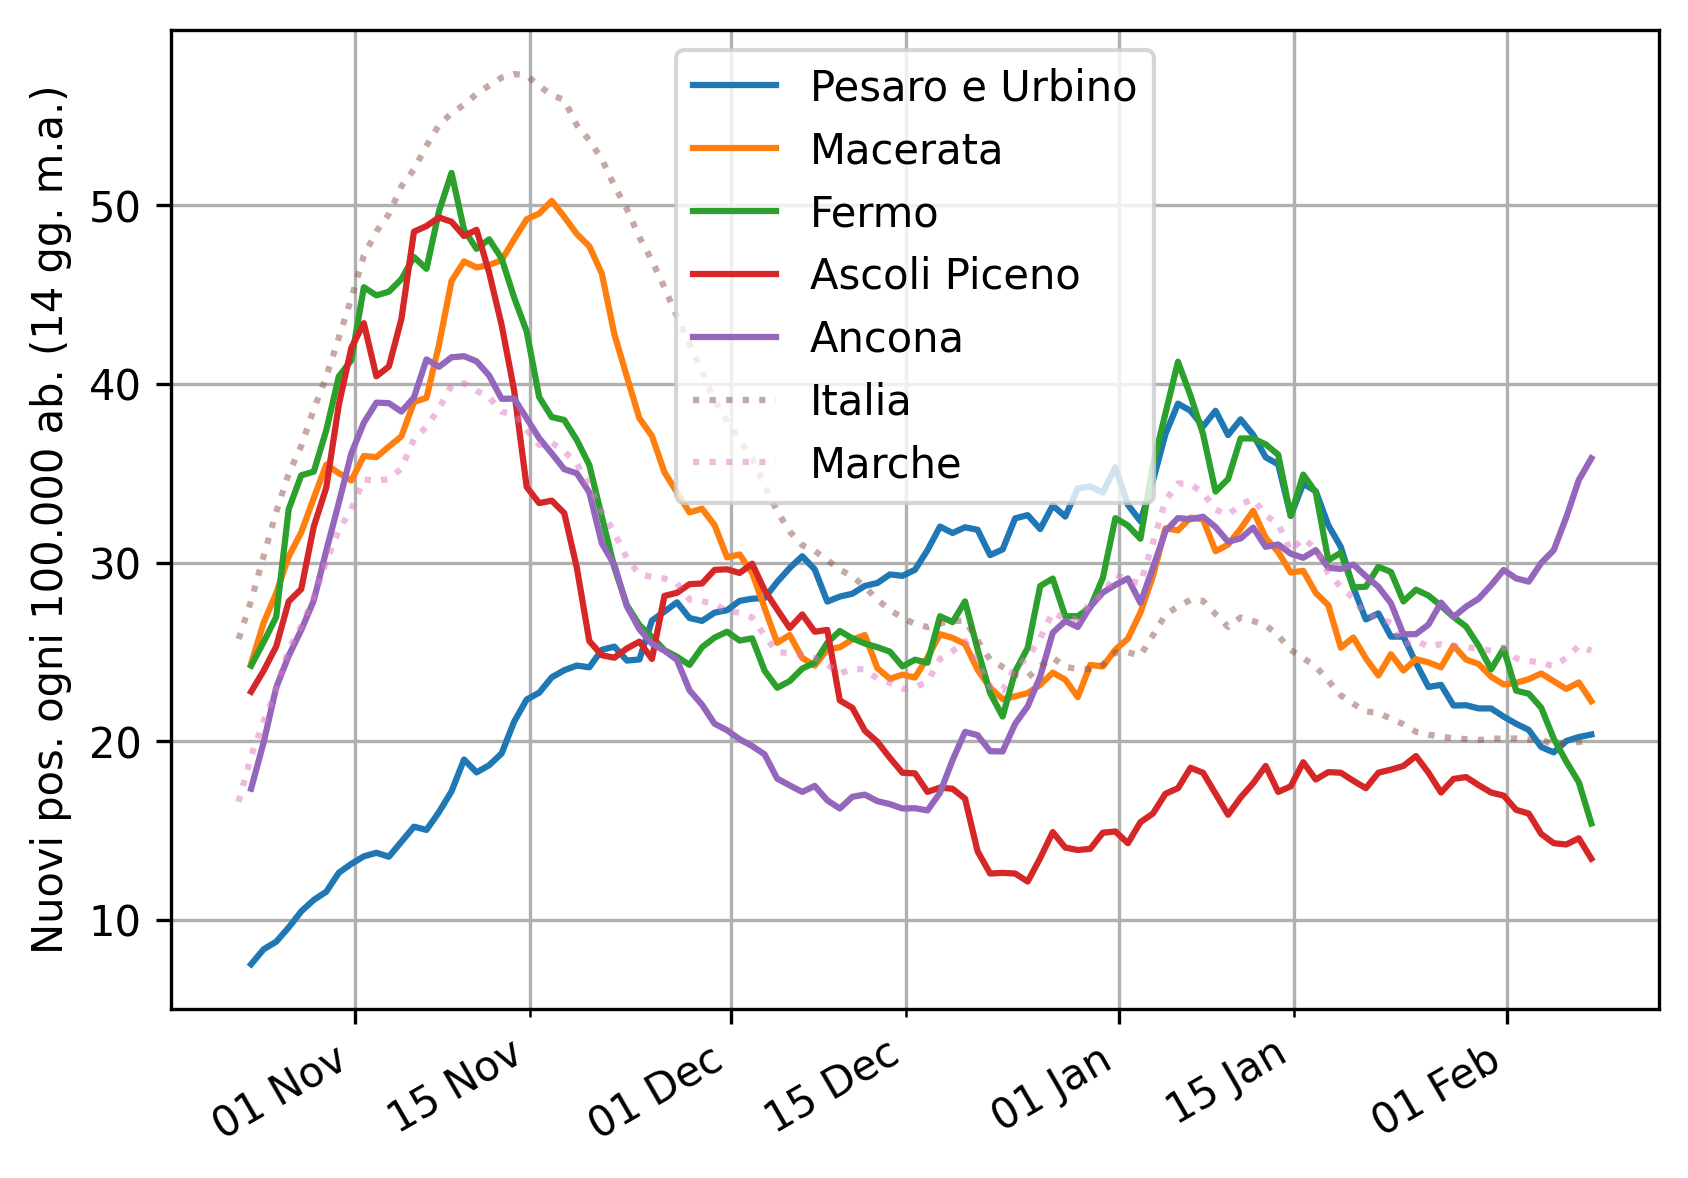 Nuovi pos. ogni 100.000 ab. (14 gg. m.a.)
50
40
30
20
10
Pesaro e Urbino
Macerata
Fermo
Ascoli Piceno
Ancona
Italia
Marche
01 Nov
15 Nov
01 Dec
15 Dec
01 Jan
15 Jan
01 Feb